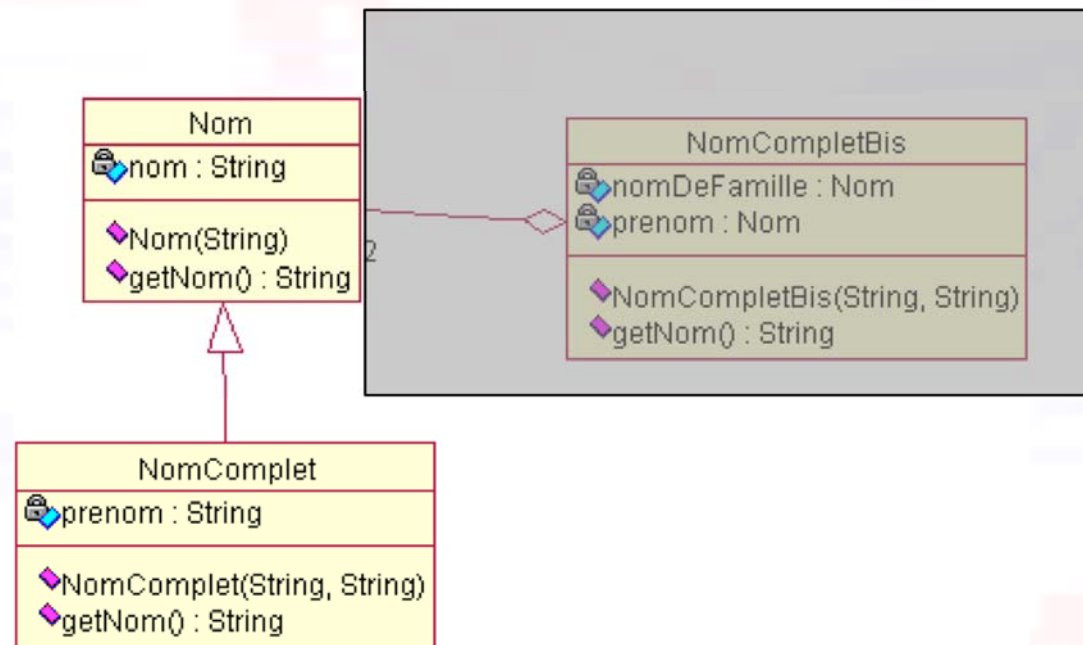 Nom
nom : String
Nom(String)
getNom() : String
2
NomCompletBis
nomDeFamille : Nom
prenom : Nom
NomCompletBis(String, String)
getNom() : String
NomComplet
prenom : String
NomComplet(String, String)
getNom() : String